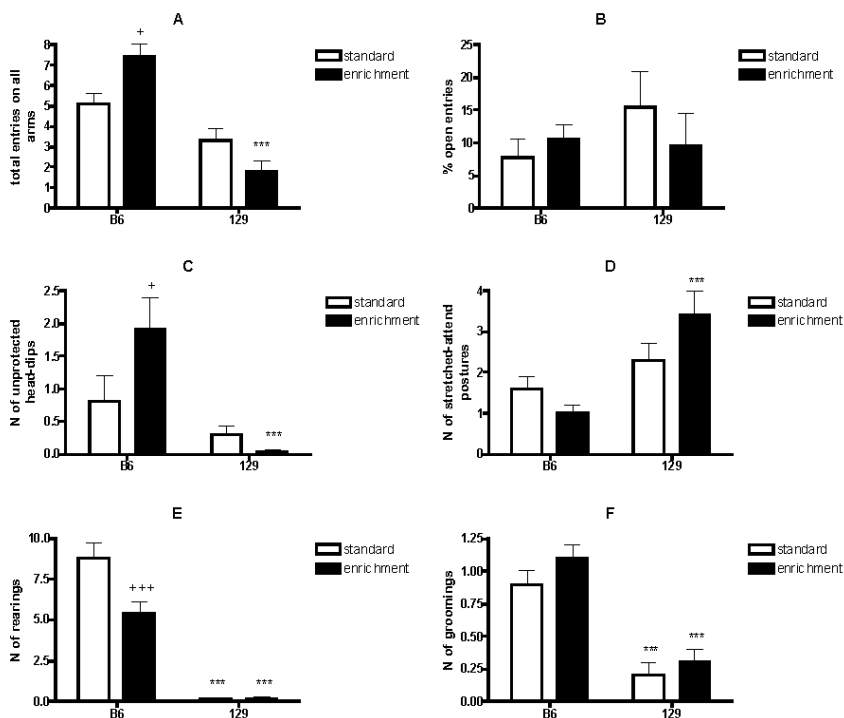 A
total entries on all
arms
8
7
6
5
4
3
2
1
0
+
***
B6
129
standard
enrichment
B
% open entries
25
20
15
10
5
0
B6
129
standard
enrichment
C
N of unprotected
head-dips
2.5
2.0
1.5
1.0
0.5
0.0
+
***
B6
129
standard
enrichment
D
N of stretched-attend
postures
4
2
1
0
***
B6
129
standard
enrichment
E
N of rearings
10.0
7.5
5.0
2.5
0.0
+++
***
***
B6
129
standard
enrichment
F
N of groomings
1.25
1.00
0.75
0.50
0.25
0.00
***
***
B6
129
standard
enrichment